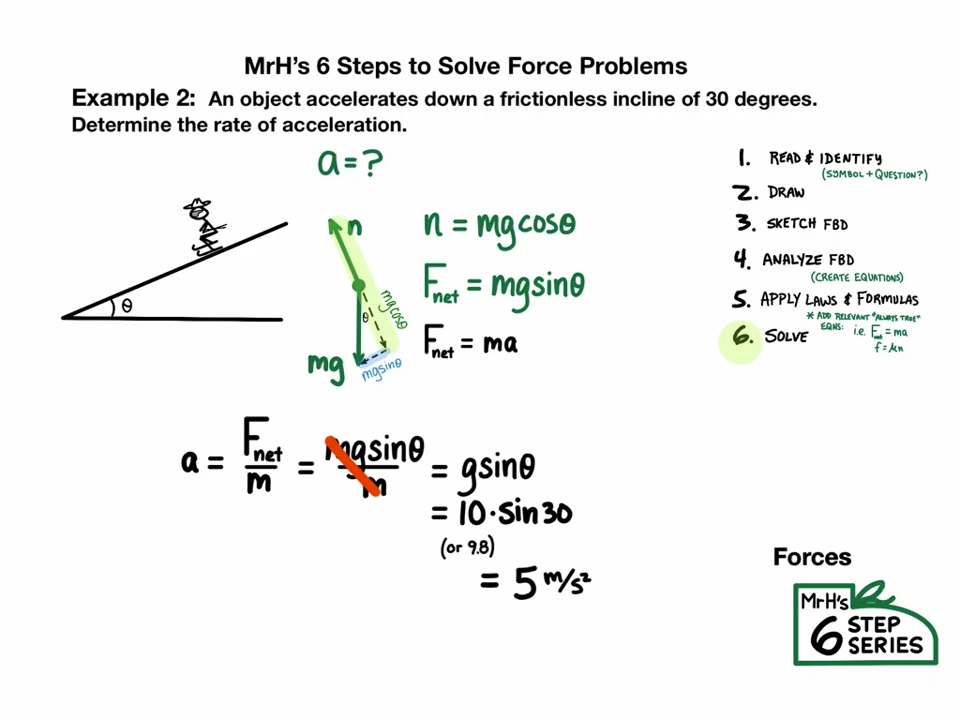 MrH's 6 Steps to Solve Force Problems
Example 2: An object accelerates down a frictionless incline of 30 degrees.
Determine the rate of acceleration.
a = ?
θ
n
θ
mgcosθ
mg
mgsinθ
n = mgcosθ
Fnet = mgsinθ
Fnet = ma
1. READ & IDENTIFY
(SYMBOL + QUESTION?)
2. DRAW
3. SKETCH FBD
4. ANALYZE FBD
(CREATE EQUATIONS)
5. APPLY LAWS & FORMULAS
* ADD RELEVANT "ALWAYS TRUE"
EQNS: i.e. Fnet = ma
f = μn
6. SOLVE
a = Fnet/m = mgsinθ/m = gsinθ
= 10 · sin 30
(or 9.8)
= 5 m/s²
Forces
MrH's
6 STEP
SERIES